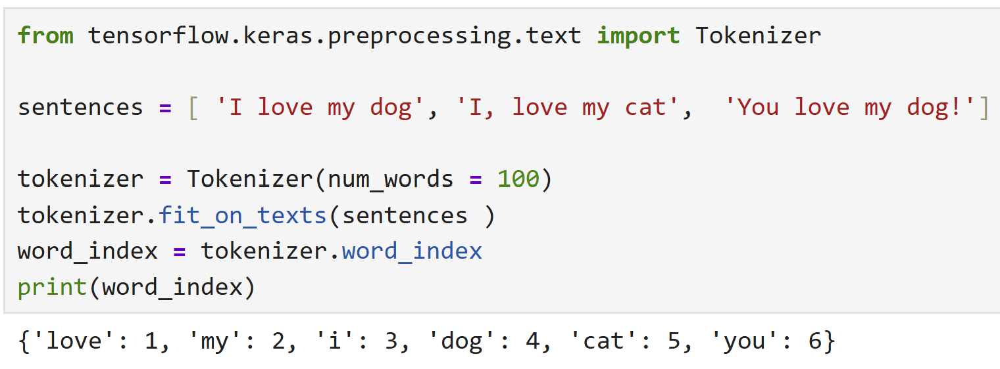 from tensorflow.keras.preprocessing.text import Tokenizer
sentences = [ 'I love my dog', 'I, love my cat',  'You love my dog!']
tokenizer = Tokenizer(num_words = 100)
tokenizer.fit_on_texts(sentences )
word_index = tokenizer.word_index
print(word_index)
{'love': 1, 'my': 2, 'i': 3, 'dog': 4, 'cat': 5, 'you': 6}